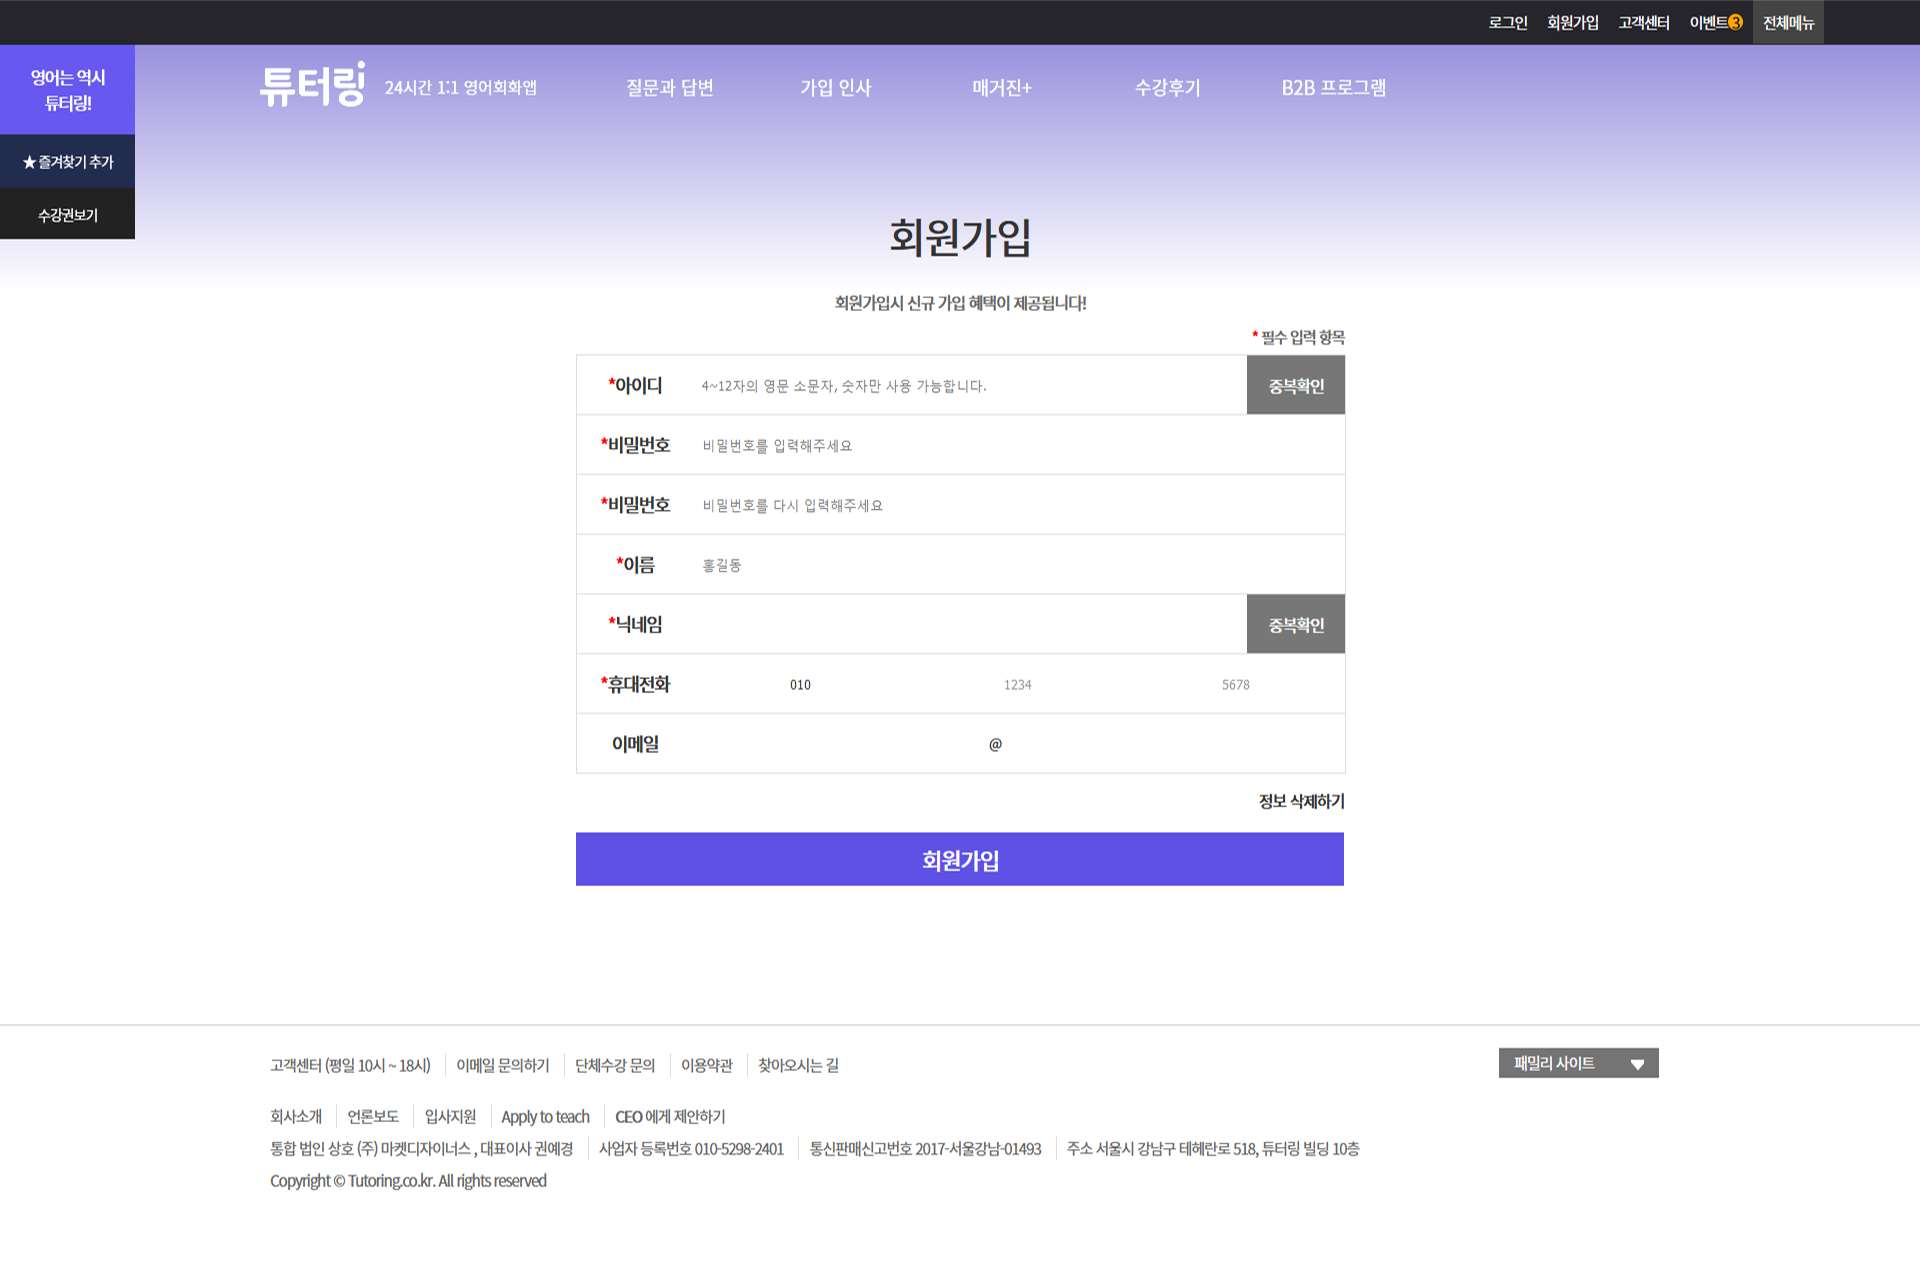 로그인 회원가입 고객센터 이벤트3 전체메뉴
영어는 역시
튜터링!
★ 즐겨찾기 추가
수강권보기
튜터링 24시간 1:1 영어회화앱 질문과 답변 가입 인사 매거진+ 수강후기 B2B 프로그램
회원가입
회원가입시 신규 가입 혜택이 제공됩니다!
* 필수 입력 항목
*아이디 4~12자의 영문 소문자, 숫자만 사용 가능합니다. 중복확인
*비밀번호 비밀번호를 입력해주세요
*비밀번호 비밀번호를 다시 입력해주세요
*이름 홍길동
*닉네임 중복확인
*휴대전화 010 1234 5678
이메일 @
정보 삭제하기
회원가입
고객센터 (평일 10시 ~ 18시) 이메일 문의하기 단체수강 문의 이용약관 찾아오시는 길
패밀리 사이트 ▼
회사소개 언론보도 입사지원 Apply to teach CEO 에게 제안하기
통합 법인 상호 (주) 마켓디자이너스 , 대표이사 권예경 사업자 등록번호 010-5298-2401 통신판매신고번호 2017-서울강남-01493 주소 서울시 강남구 테헤란로 518, 튜터링 빌딩 10층
Copyright © Tutoring.co.kr. All rights reserved